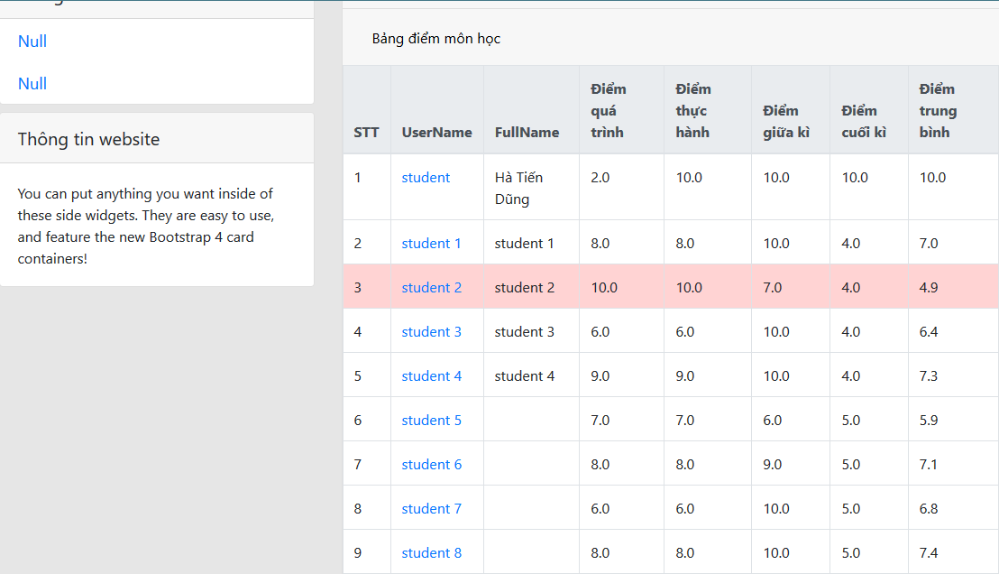 Null
Null
Thông tin website
You can put anything you want inside of
these side widgets. They are easy to use,
and feature the new Bootstrap 4 card
containers!
Bảng điểm môn học
STT UserName FullName Điểm quá trình Điểm thực hành Điểm giữa kì Điểm cuối kì Điểm trung bình
1 student Hà Tiến Dũng 2.0 10.0 10.0 10.0 10.0
2 student 1 student 1 8.0 8.0 10.0 4.0 7.0
3 student 2 student 2 10.0 10.0 7.0 4.0 4.9
4 student 3 student 3 6.0 6.0 10.0 4.0 6.4
5 student 4 student 4 9.0 9.0 10.0 4.0 7.3
6 student 5 7.0 7.0 6.0 5.0 5.9
7 student 6 8.0 8.0 9.0 5.0 7.1
8 student 7 6.0 6.0 10.0 5.0 6.8
9 student 8 8.0 8.0 10.0 5.0 7.4